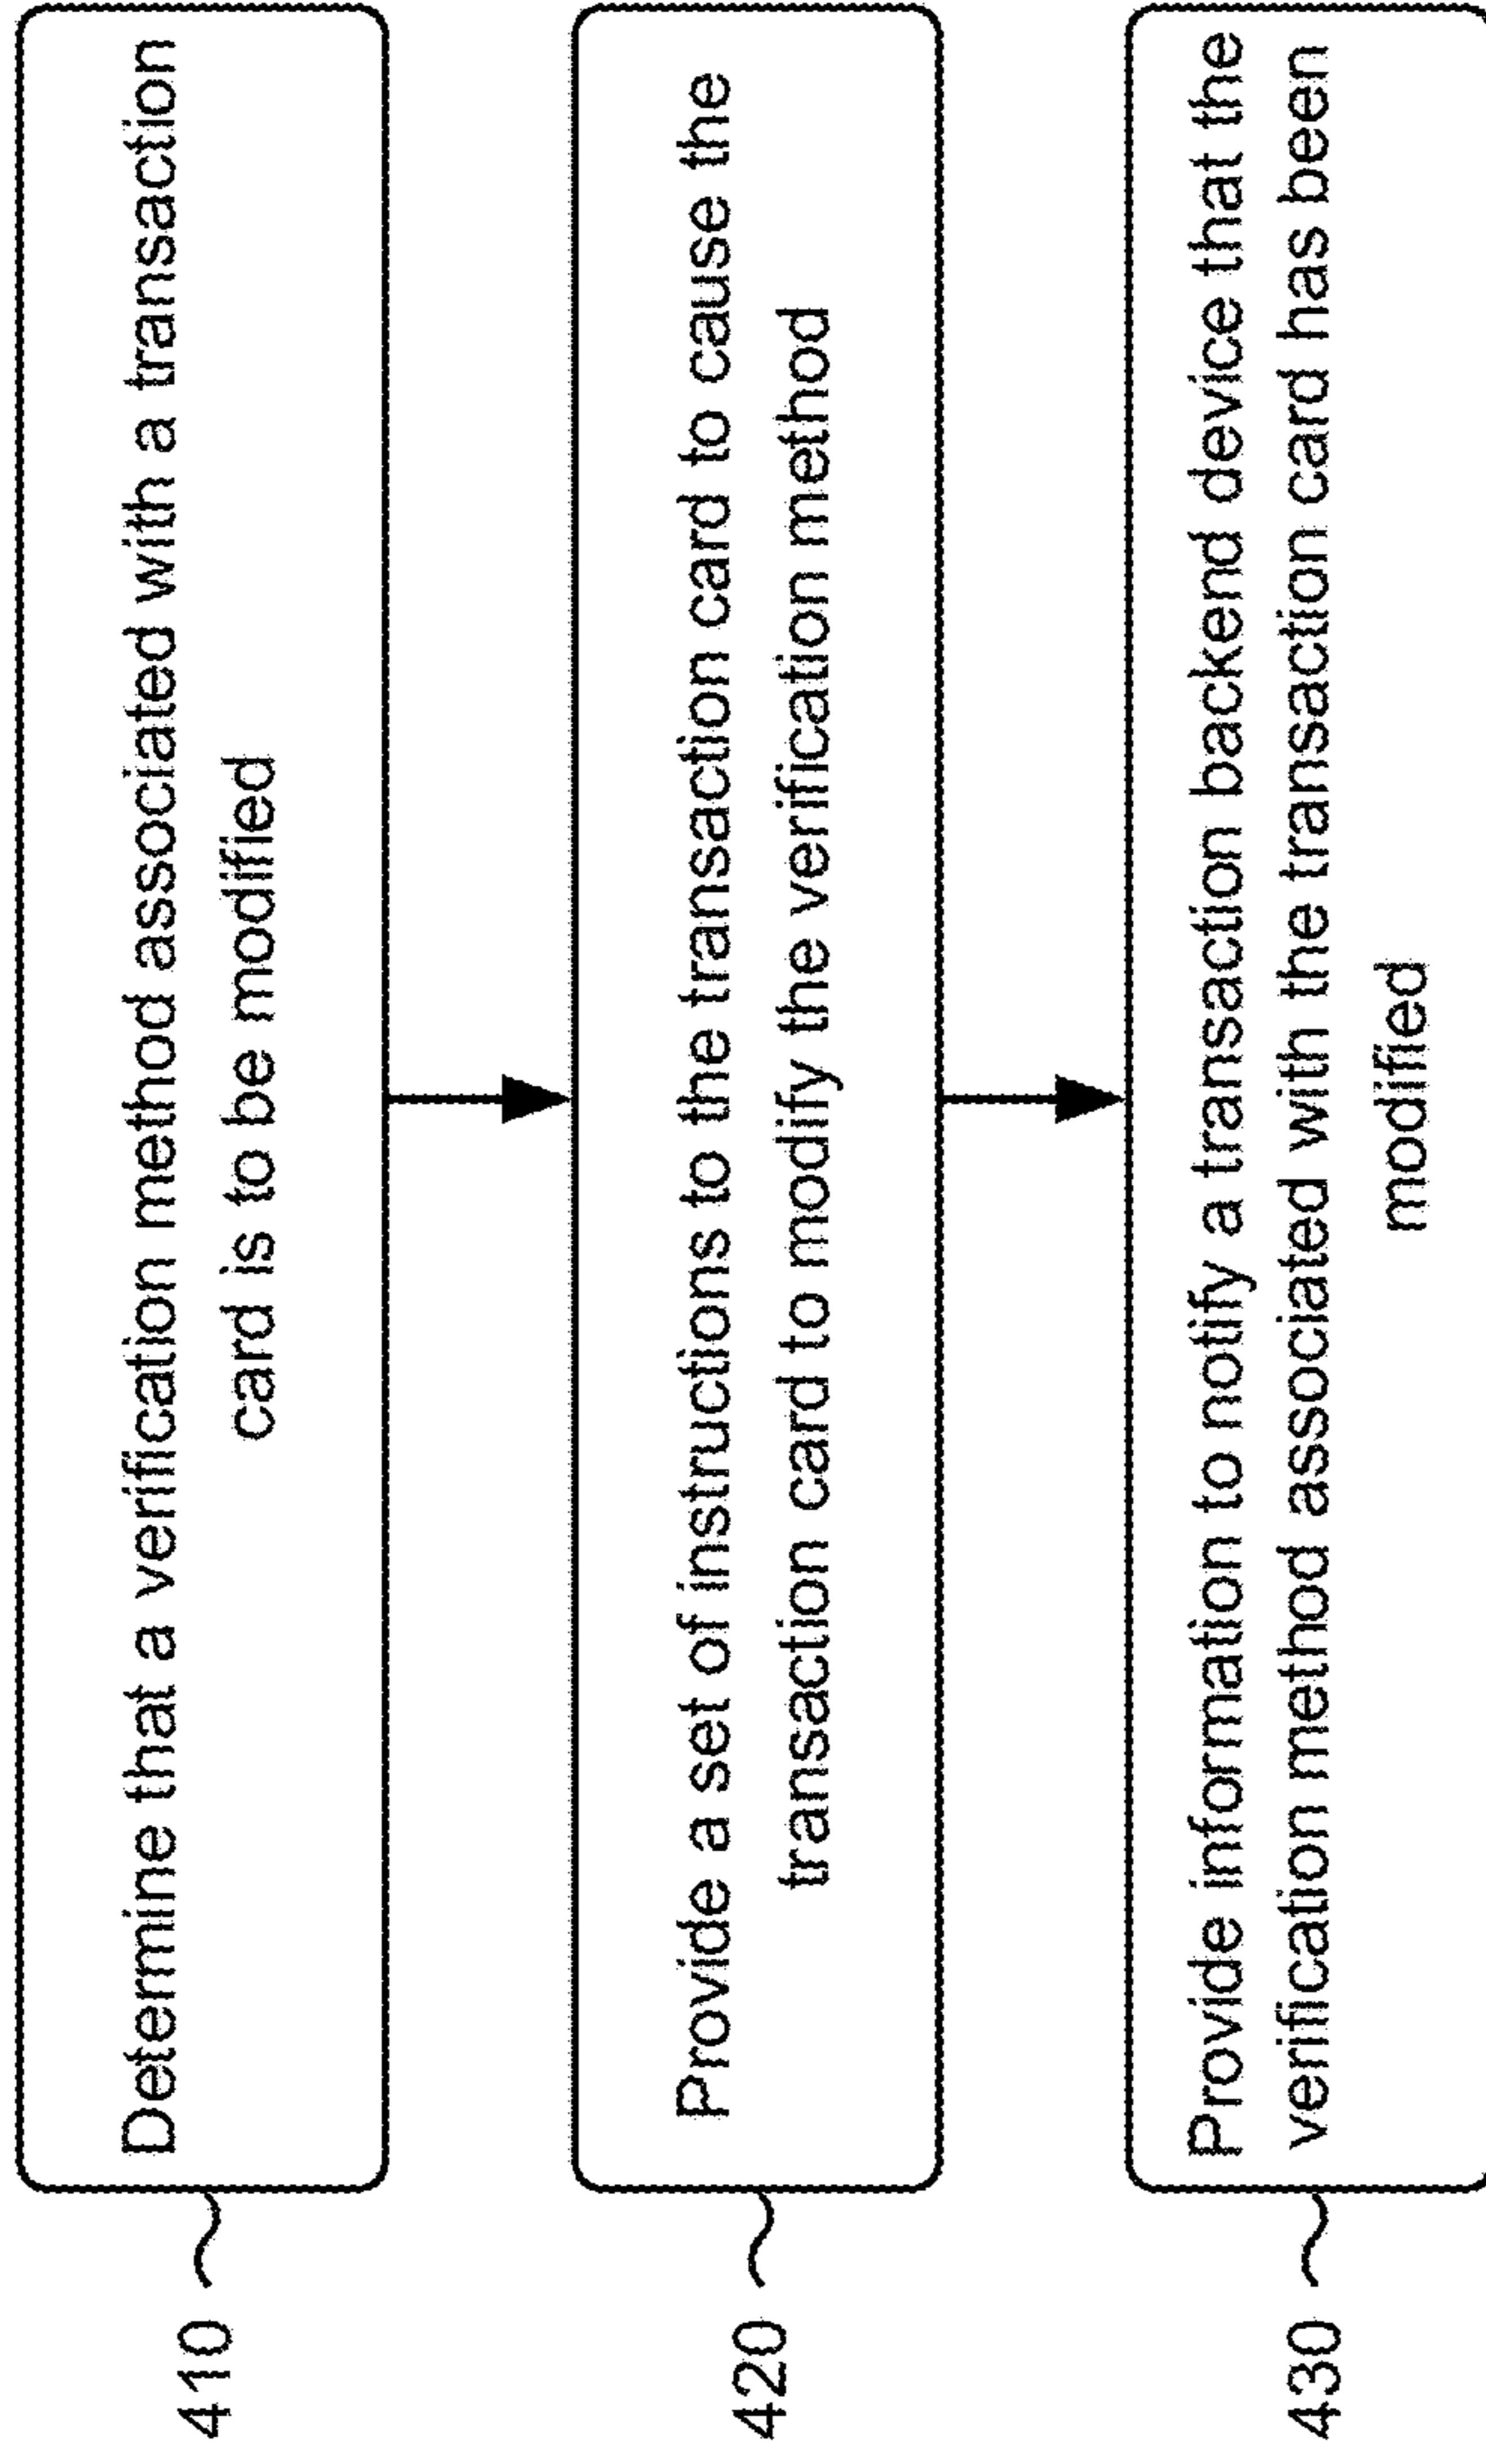 410
Determine that a verification method associated with a transaction
card is to be modified
420
Provide a set of instructions to the transaction card to cause the
transaction card to modify the verification method
430
Provide information to notify a transaction backend device that the
verification method associated with the transaction card has been
modified